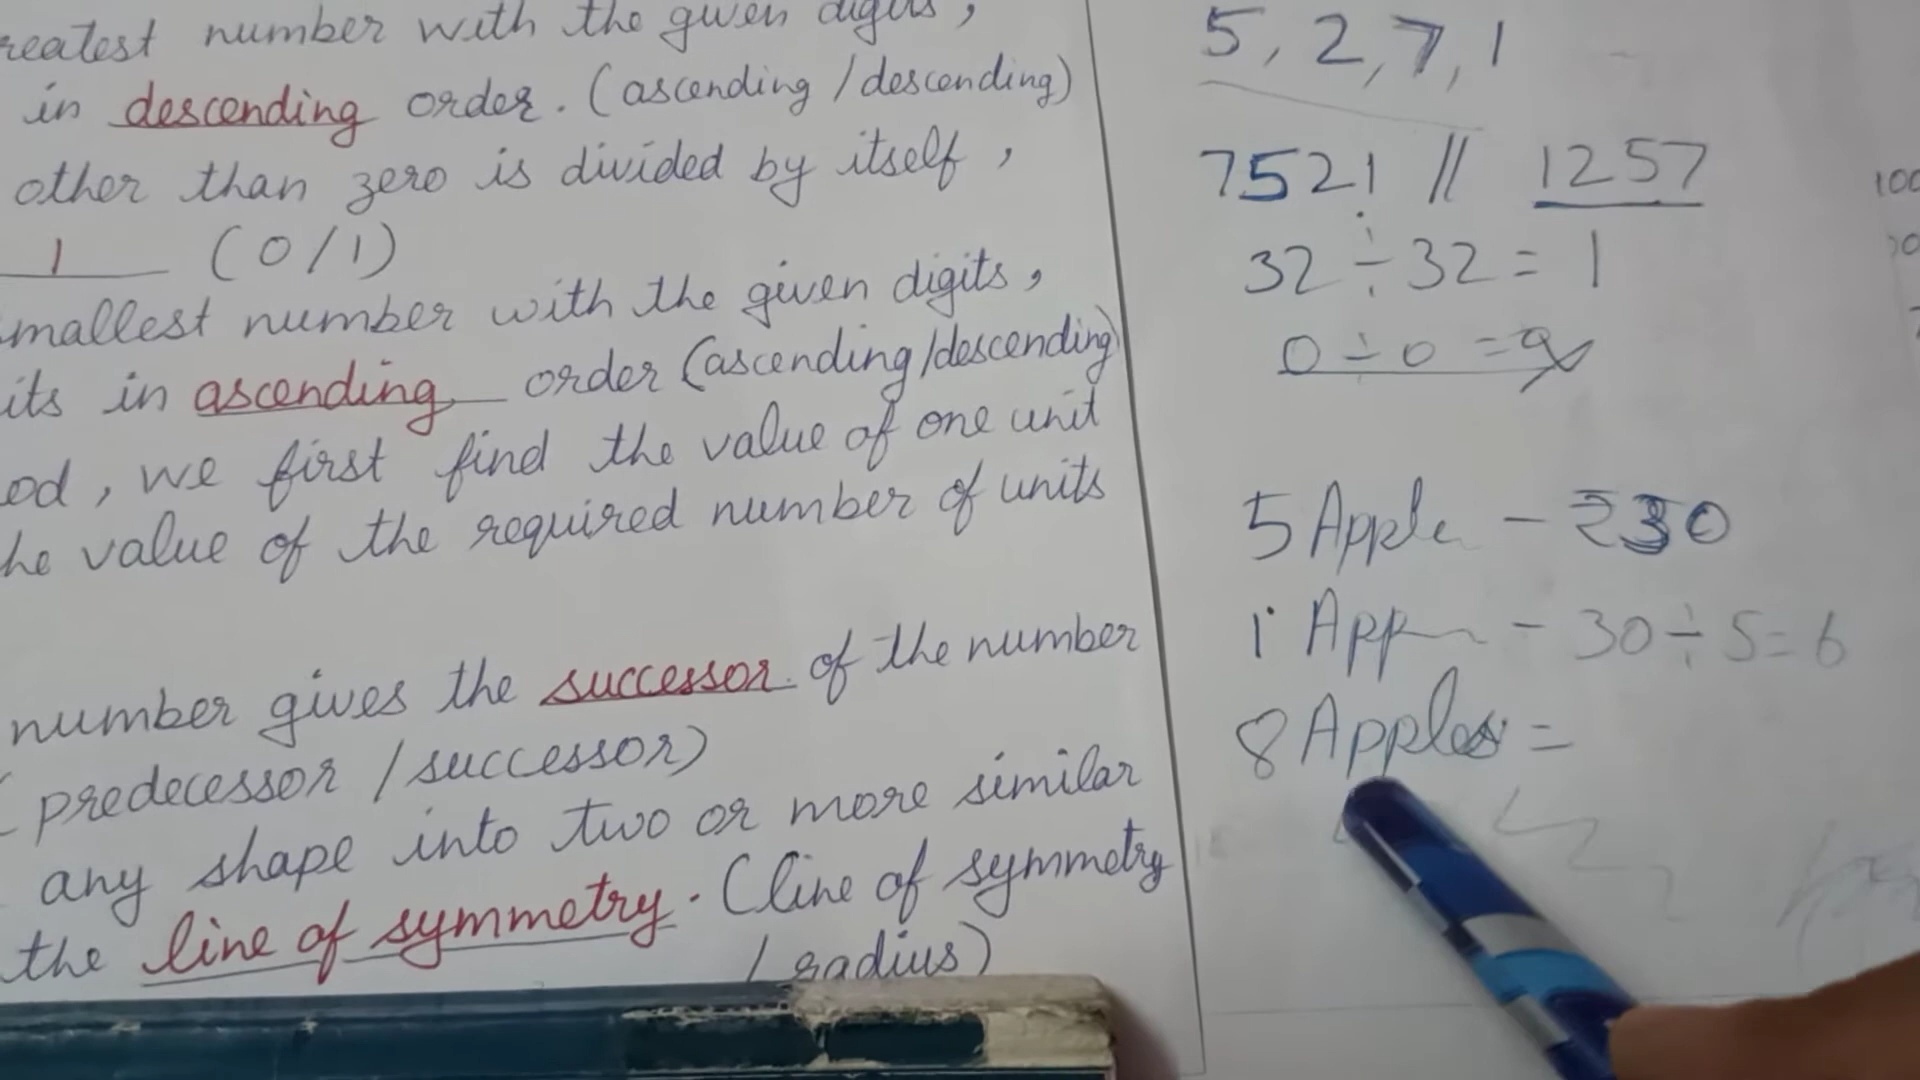 reatest number with the given digits,
in descending order. (ascending / descending)
other than zero is divided by itself,
1 (0/1)
mallest number with the given digits,
its in ascending order (ascending/descending)
od, we first find the value of one unit
he value of the required number of units
number gives the successor of the number
( predecessor / successor)
any shape into two or more similar
the line of symmetry. (line of symmetry
/ radius)
5, 2, 7, 1
7521 // 1257
32 ÷ 32 = 1
0 ÷ 0 =
5 Apple - ₹30
1 App - 30 ÷ 5 = 6
8 Apples =
100